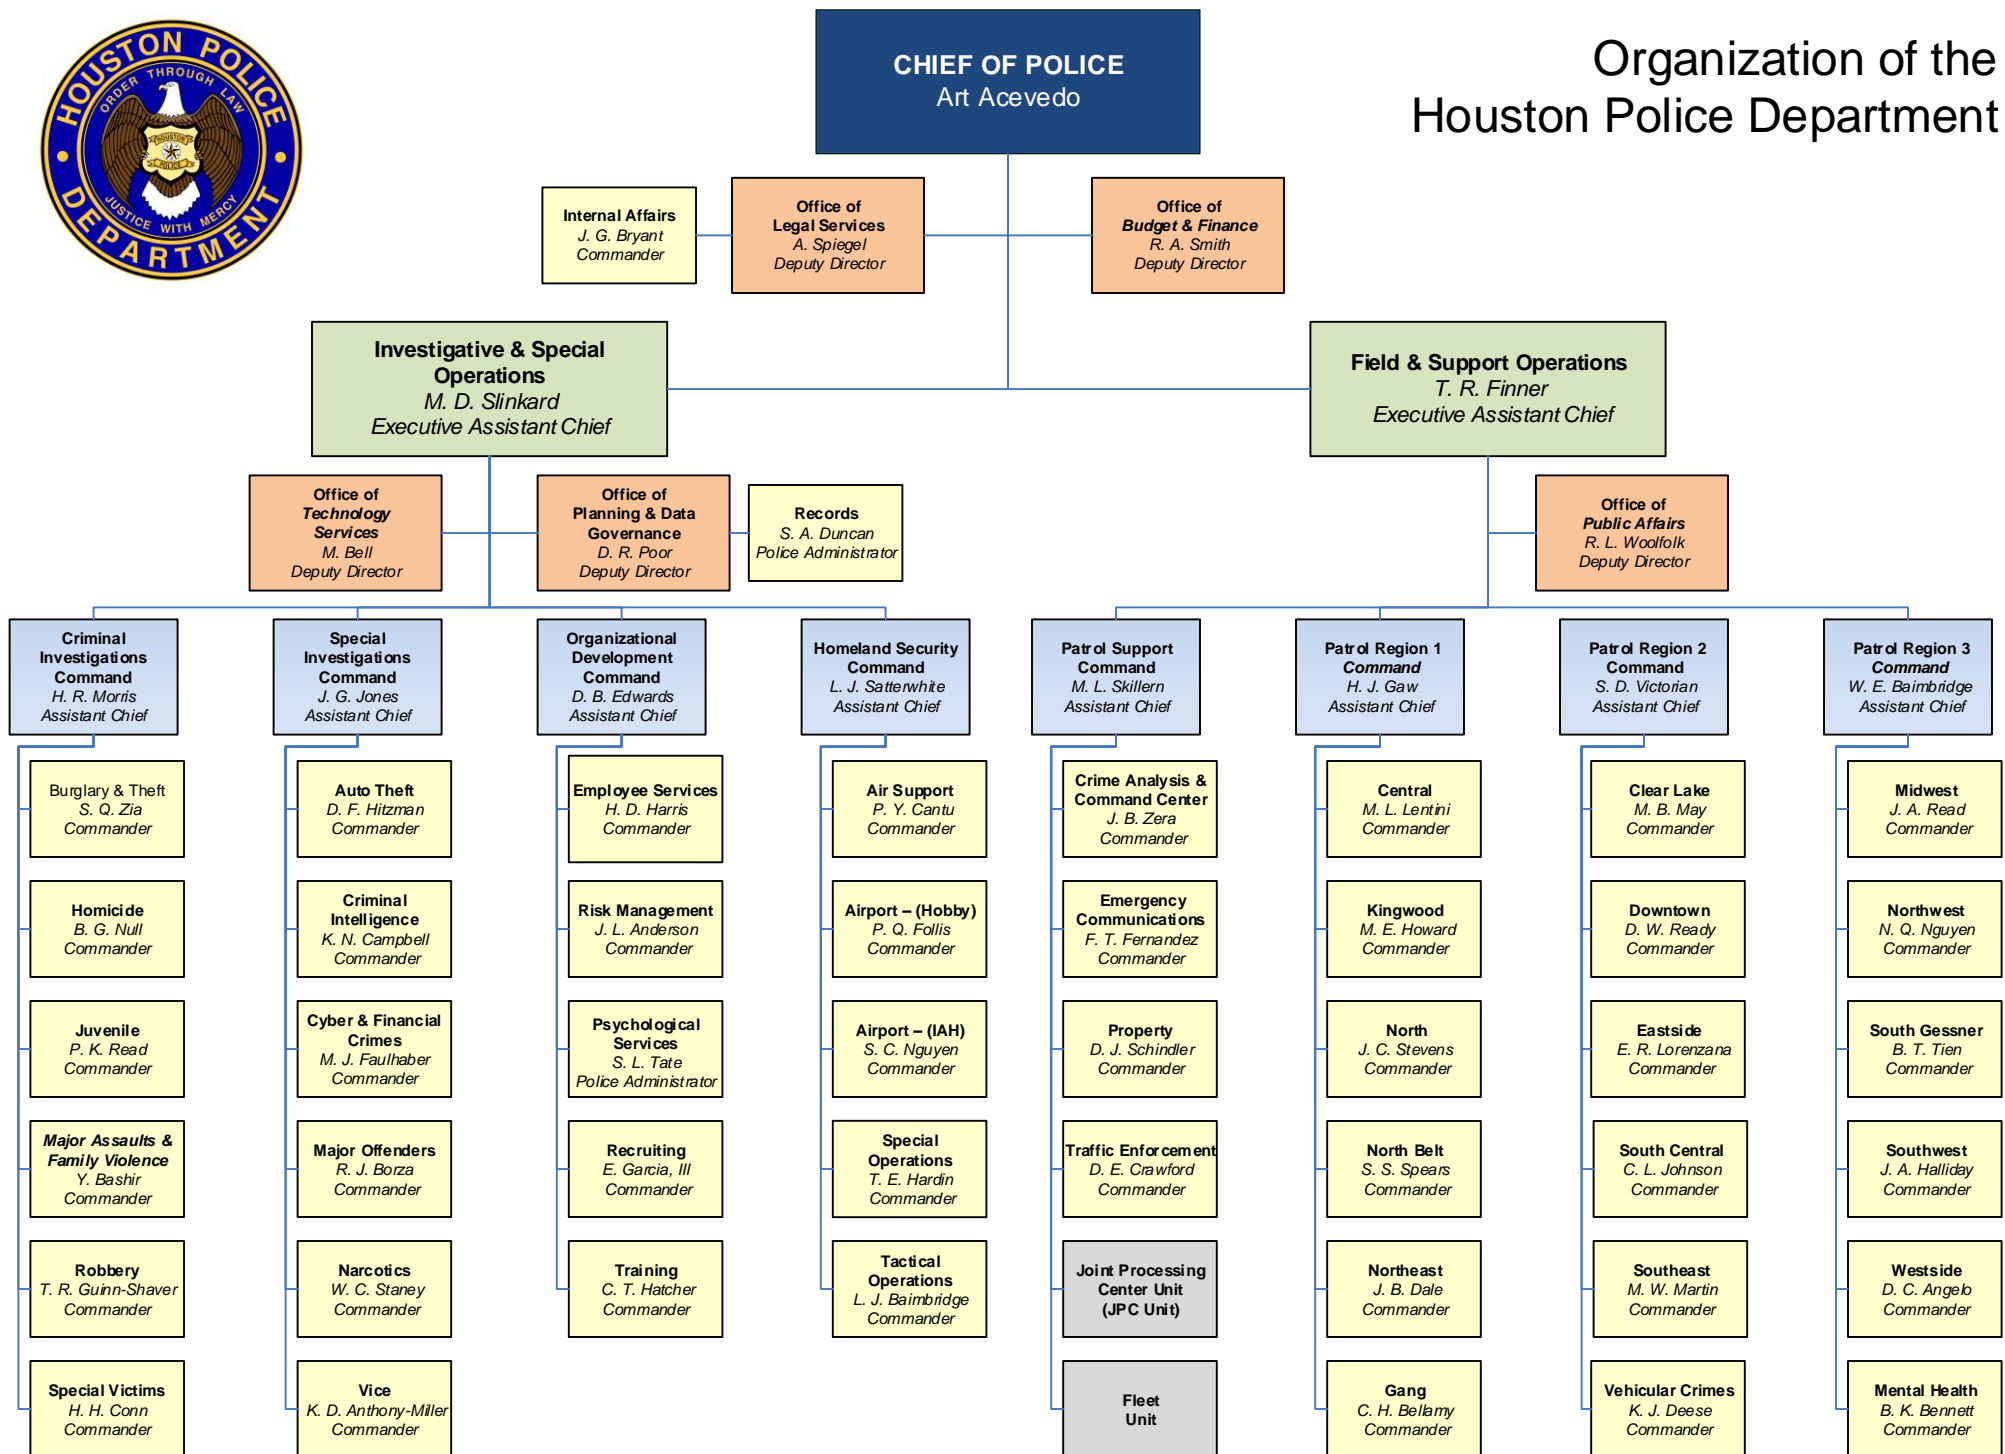 HOUSTON POLICE
DEPARTMENT
ORDER THROUGH LAW
JUSTICE WITH MERCY
HOUSTON
POLICE
CHIEF OF POLICE
Art Acevedo
Organization of the
Houston Police Department
Internal Affairs
J. G. Bryant
Commander
Office of
Legal Services
A. Spiegel
Deputy Director
Office of
Budget & Finance
R. A. Smith
Deputy Director
Investigative & Special
Operations
M. D. Slinkard
Executive Assistant Chief
Field & Support Operations
T. R. Finner
Executive Assistant Chief
Office of
Technology
Services
M. Bell
Deputy Director
Office of
Planning & Data
Governance
D. R. Poor
Deputy Director
Records
S. A. Duncan
Police Administrator
Office of
Public Affairs
R. L. Woolfolk
Deputy Director
Criminal
Investigations
Command
H. R. Morris
Assistant Chief
Special
Investigations
Command
J. G. Jones
Assistant Chief
Organizational
Development
Command
D. B. Edwards
Assistant Chief
Homeland Security
Command
L. J. Satterwhite
Assistant Chief
Patrol Support
Command
M. L. Skillern
Assistant Chief
Patrol Region 1
Command
H. J. Gaw
Assistant Chief
Patrol Region 2
Command
S. D. Victorian
Assistant Chief
Patrol Region 3
Command
W. E. Baimbridge
Assistant Chief
Burglary & Theft
S. Q. Zia
Commander
Auto Theft
D. F. Hitzman
Commander
Employee Services
H. D. Harris
Commander
Air Support
P. Y. Cantu
Commander
Crime Analysis &
Command Center
J. B. Zera
Commander
Central
M. L. Lentini
Commander
Clear Lake
M. B. May
Commander
Midwest
J. A. Read
Commander
Homicide
B. G. Null
Commander
Criminal
Intelligence
K. N. Campbell
Commander
Risk Management
J. L. Anderson
Commander
Airport – (Hobby)
P. Q. Follis
Commander
Emergency
Communications
F. T. Fernandez
Commander
Kingwood
M. E. Howard
Commander
Downtown
D. W. Ready
Commander
Northwest
N. Q. Nguyen
Commander
Juvenile
P. K. Read
Commander
Cyber & Financial
Crimes
M. J. Faulhaber
Commander
Psychological
Services
S. L. Tate
Police Administrator
Airport – (IAH)
S. C. Nguyen
Commander
Property
D. J. Schindler
Commander
North
J. C. Stevens
Commander
Eastside
E. R. Lorenzana
Commander
South Gessner
B. T. Tien
Commander
Major Assaults &
Family Violence
Y. Bashir
Commander
Major Offenders
R. J. Borza
Commander
Recruiting
E. Garcia, III
Commander
Special
Operations
T. E. Hardin
Commander
Traffic Enforcement
D. E. Crawford
Commander
North Belt
S. S. Spears
Commander
South Central
C. L. Johnson
Commander
Southwest
J. A. Halliday
Commander
Robbery
T. R. Guinn-Shaver
Commander
Narcotics
W. C. Staney
Commander
Training
C. T. Hatcher
Commander
Tactical
Operations
L. J. Baimbridge
Commander
Joint Processing
Center Unit
(JPC Unit)
Northeast
J. B. Dale
Commander
Southeast
M. W. Martin
Commander
Westside
D. C. Angelo
Commander
Special Victims
H. H. Conn
Commander
Vice
K. D. Anthony-Miller
Commander
Fleet
Unit
Gang
C. H. Bellamy
Commander
Vehicular Crimes
K. J. Deese
Commander
Mental Health
B. K. Bennett
Commander